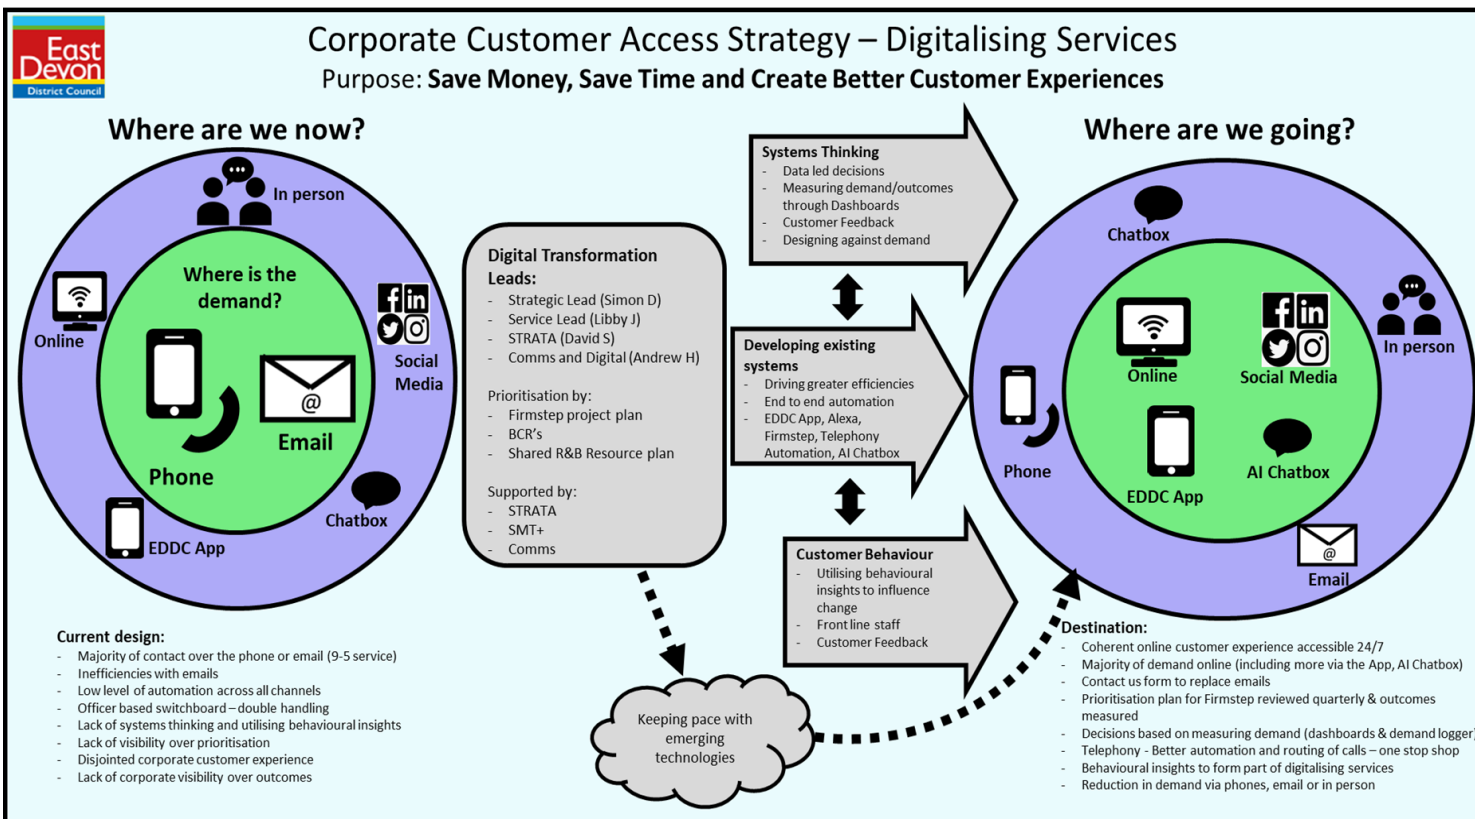 East
Devon
District Council
Corporate Customer Access Strategy – Digitalising Services
Purpose: Save Money, Save Time and Create Better Customer Experiences
Where are we now?
In person
Where is the
demand?
Online
Social
Media
@
Email
Phone
Chatbox
EDDC App
Current design:
- Majority of contact over the phone or email (9-5 service)
- Inefficiencies with emails
- Low level of automation across all channels
- Officer based switchboard – double handling
- Lack of systems thinking and utilising behavioural insights
- Lack of visibility over prioritisation
- Disjointed corporate customer experience
- Lack of corporate visibility over outcomes
Digital Transformation
Leads:
- Strategic Lead (Simon D)
- Service Lead (Libby J)
- STRATA (David S)
- Comms and Digital (Andrew H)
Prioritisation by:
- Firmstep project plan
- BCR's
- Shared R&B Resource plan
Supported by:
- STRATA
- SMT+
- Comms
Systems Thinking
- Data led decisions
- Measuring demand/outcomes
through Dashboards
- Customer Feedback
- Designing against demand
Developing existing
systems
- Driving greater efficiencies
- End to end automation
- EDDC App, Alexa,
Firmstep, Telephony
Automation, AI Chatbox
Customer Behaviour
- Utilising behavioural
insights to influence
change
- Front line staff
- Customer Feedback
Keeping pace with
emerging
technologies
Where are we going?
Chatbox
In person
Online
Social Media
Phone
EDDC App
AI Chatbox
@
Email
Destination:
- Coherent online customer experience accessible 24/7
- Majority of demand online (including more via the App, AI Chatbox)
- Contact us form to replace emails
- Prioritisation plan for Firmstep reviewed quarterly & outcomes
measured
- Decisions based on measuring demand (dashboards & demand logger)
- Telephony - Better automation and routing of calls – one stop shop
- Behavioural insights to form part of digitalising services
- Reduction in demand via phones, email or in person